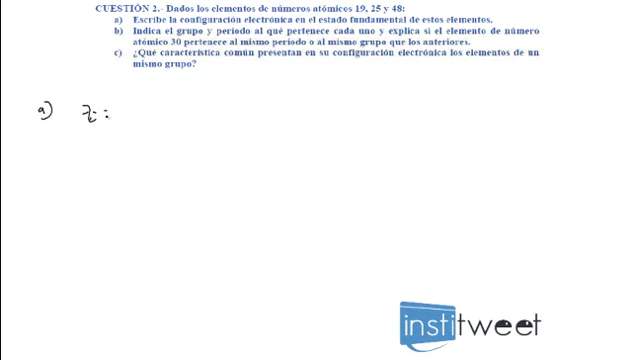 CUESTIÓN 2.- Dados los elementos de números atómicos 19, 25 y 48:
a) Escribe la configuración electrónica en el estado fundamental de estos elementos.
b) Indica el grupo y periodo al qué pertenece cada uno y explica si el elemento de número
atómico 30 pertenece al mismo periodo o al mismo grupo que los anteriores.
c) ¿Qué característica común presentan en su configuración electrónica los elementos de un
mismo grupo?
a)
institweet